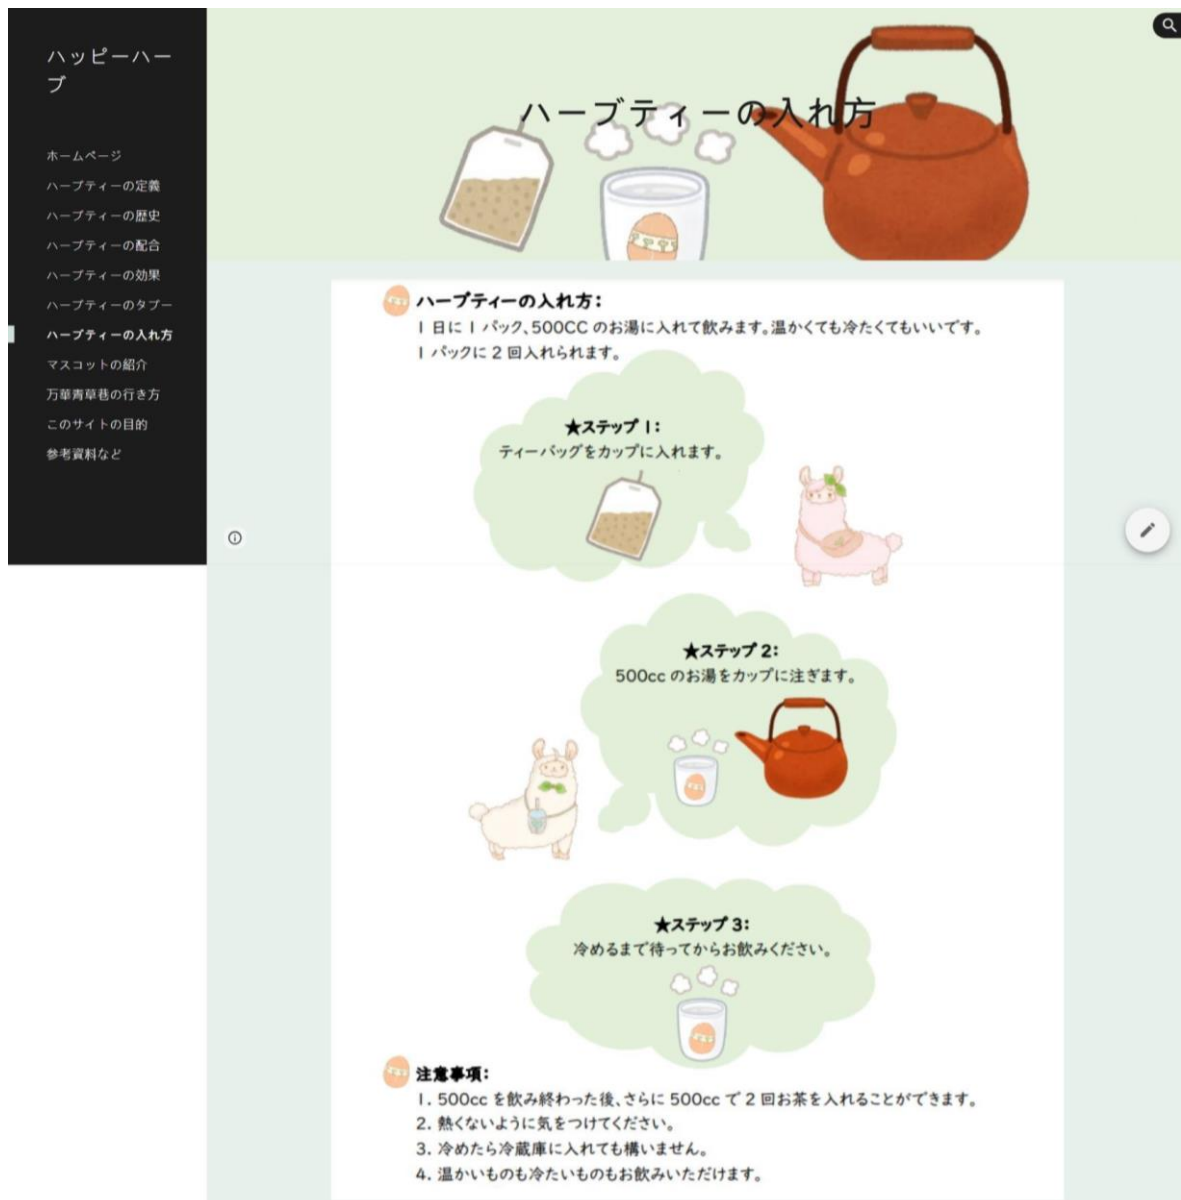 ハッピーハー
ブ
ホームページ
ハーブティーの定義
ハーブティーの歴史
ハーブティーの配合
ハーブティーの効果
ハーブティーのタブー
ハーブティーの入れ方
マスコットの紹介
万華青草巷の行き方
このサイトの目的
参考資料など
ハーブティーの入れ方
ハーブティーの入れ方:
1日に1パック、500CCのお湯に入れて飲みます。温かくても冷たくてもいいです。
1パックに2回入れられます。
★ステップ1:
ティーバッグをカップに入れます。
★ステップ2:
500ccのお湯をカップに注ぎます。
★ステップ3:
冷めるまで待ってからお飲みください。
注意事項:
1. 500ccを飲み終わった後、さらに500ccで2回お茶を入れることができます。
2. 熱くないように気をつけてください。
3. 冷めたら冷蔵庫に入れても構いません。
4. 温かいものも冷たいものもお飲みいただけます。